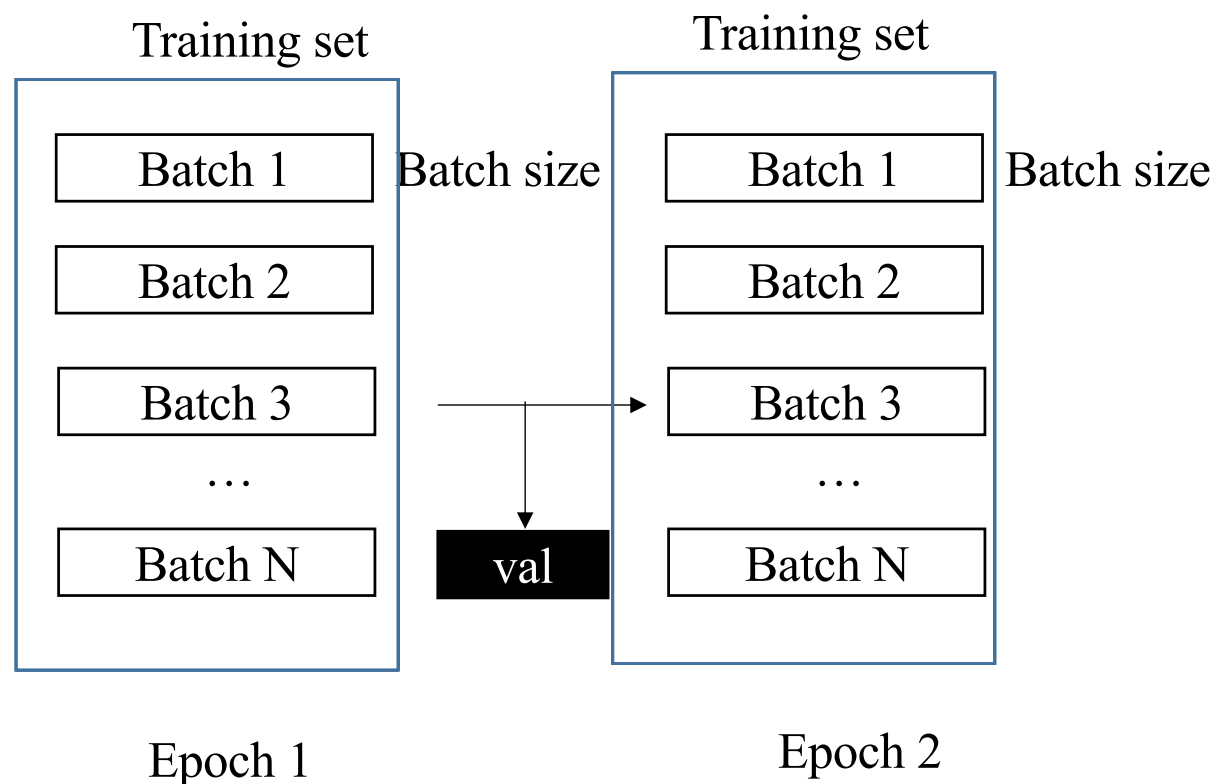 Training set
Batch 1
Batch size
Batch 2
Batch 3
…
Batch N
Epoch 1
val
Training set
Batch 1
Batch size
Batch 2
Batch 3
…
Batch N
Epoch 2